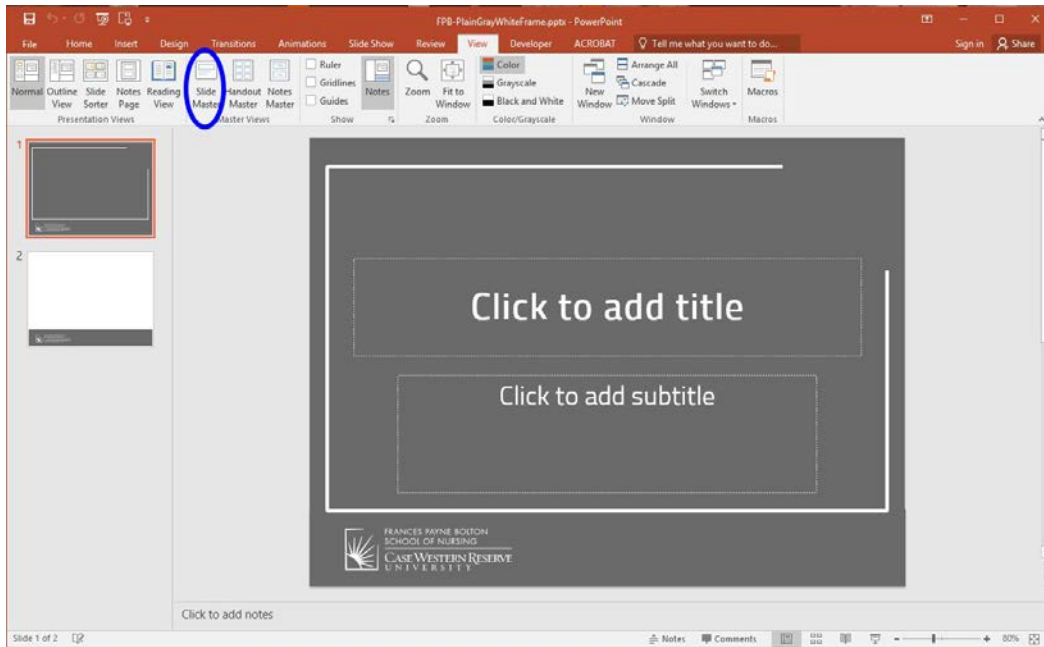 FPB-PlainGrayWhiteFrame.pptx - PowerPoint
File Home Insert Design Transitions Animations Slide Show Review View Developer ACROBAT Tell me what you want to do... Sign in Share
Normal Outline View Slide Sorter Notes Page Reading View
Presentation Views
Slide Master Handout Master Notes Master
Master Views
Ruler
Gridlines
Guides
Notes
Show
Zoom Fit to Window
Zoom
Color
Grayscale
Black and White
Color/Grayscale
New Window
Arrange All
Cascade
Move Split
Switch Windows
Window
Macros
Macros
1
2
Click to add title
Click to add subtitle
FRANCES PAYNE BOLTON
SCHOOL OF NURSING
CASE WESTERN RESERVE
UNIVERSITY
Click to add notes
Slide 1 of 2 Notes Comments 80%